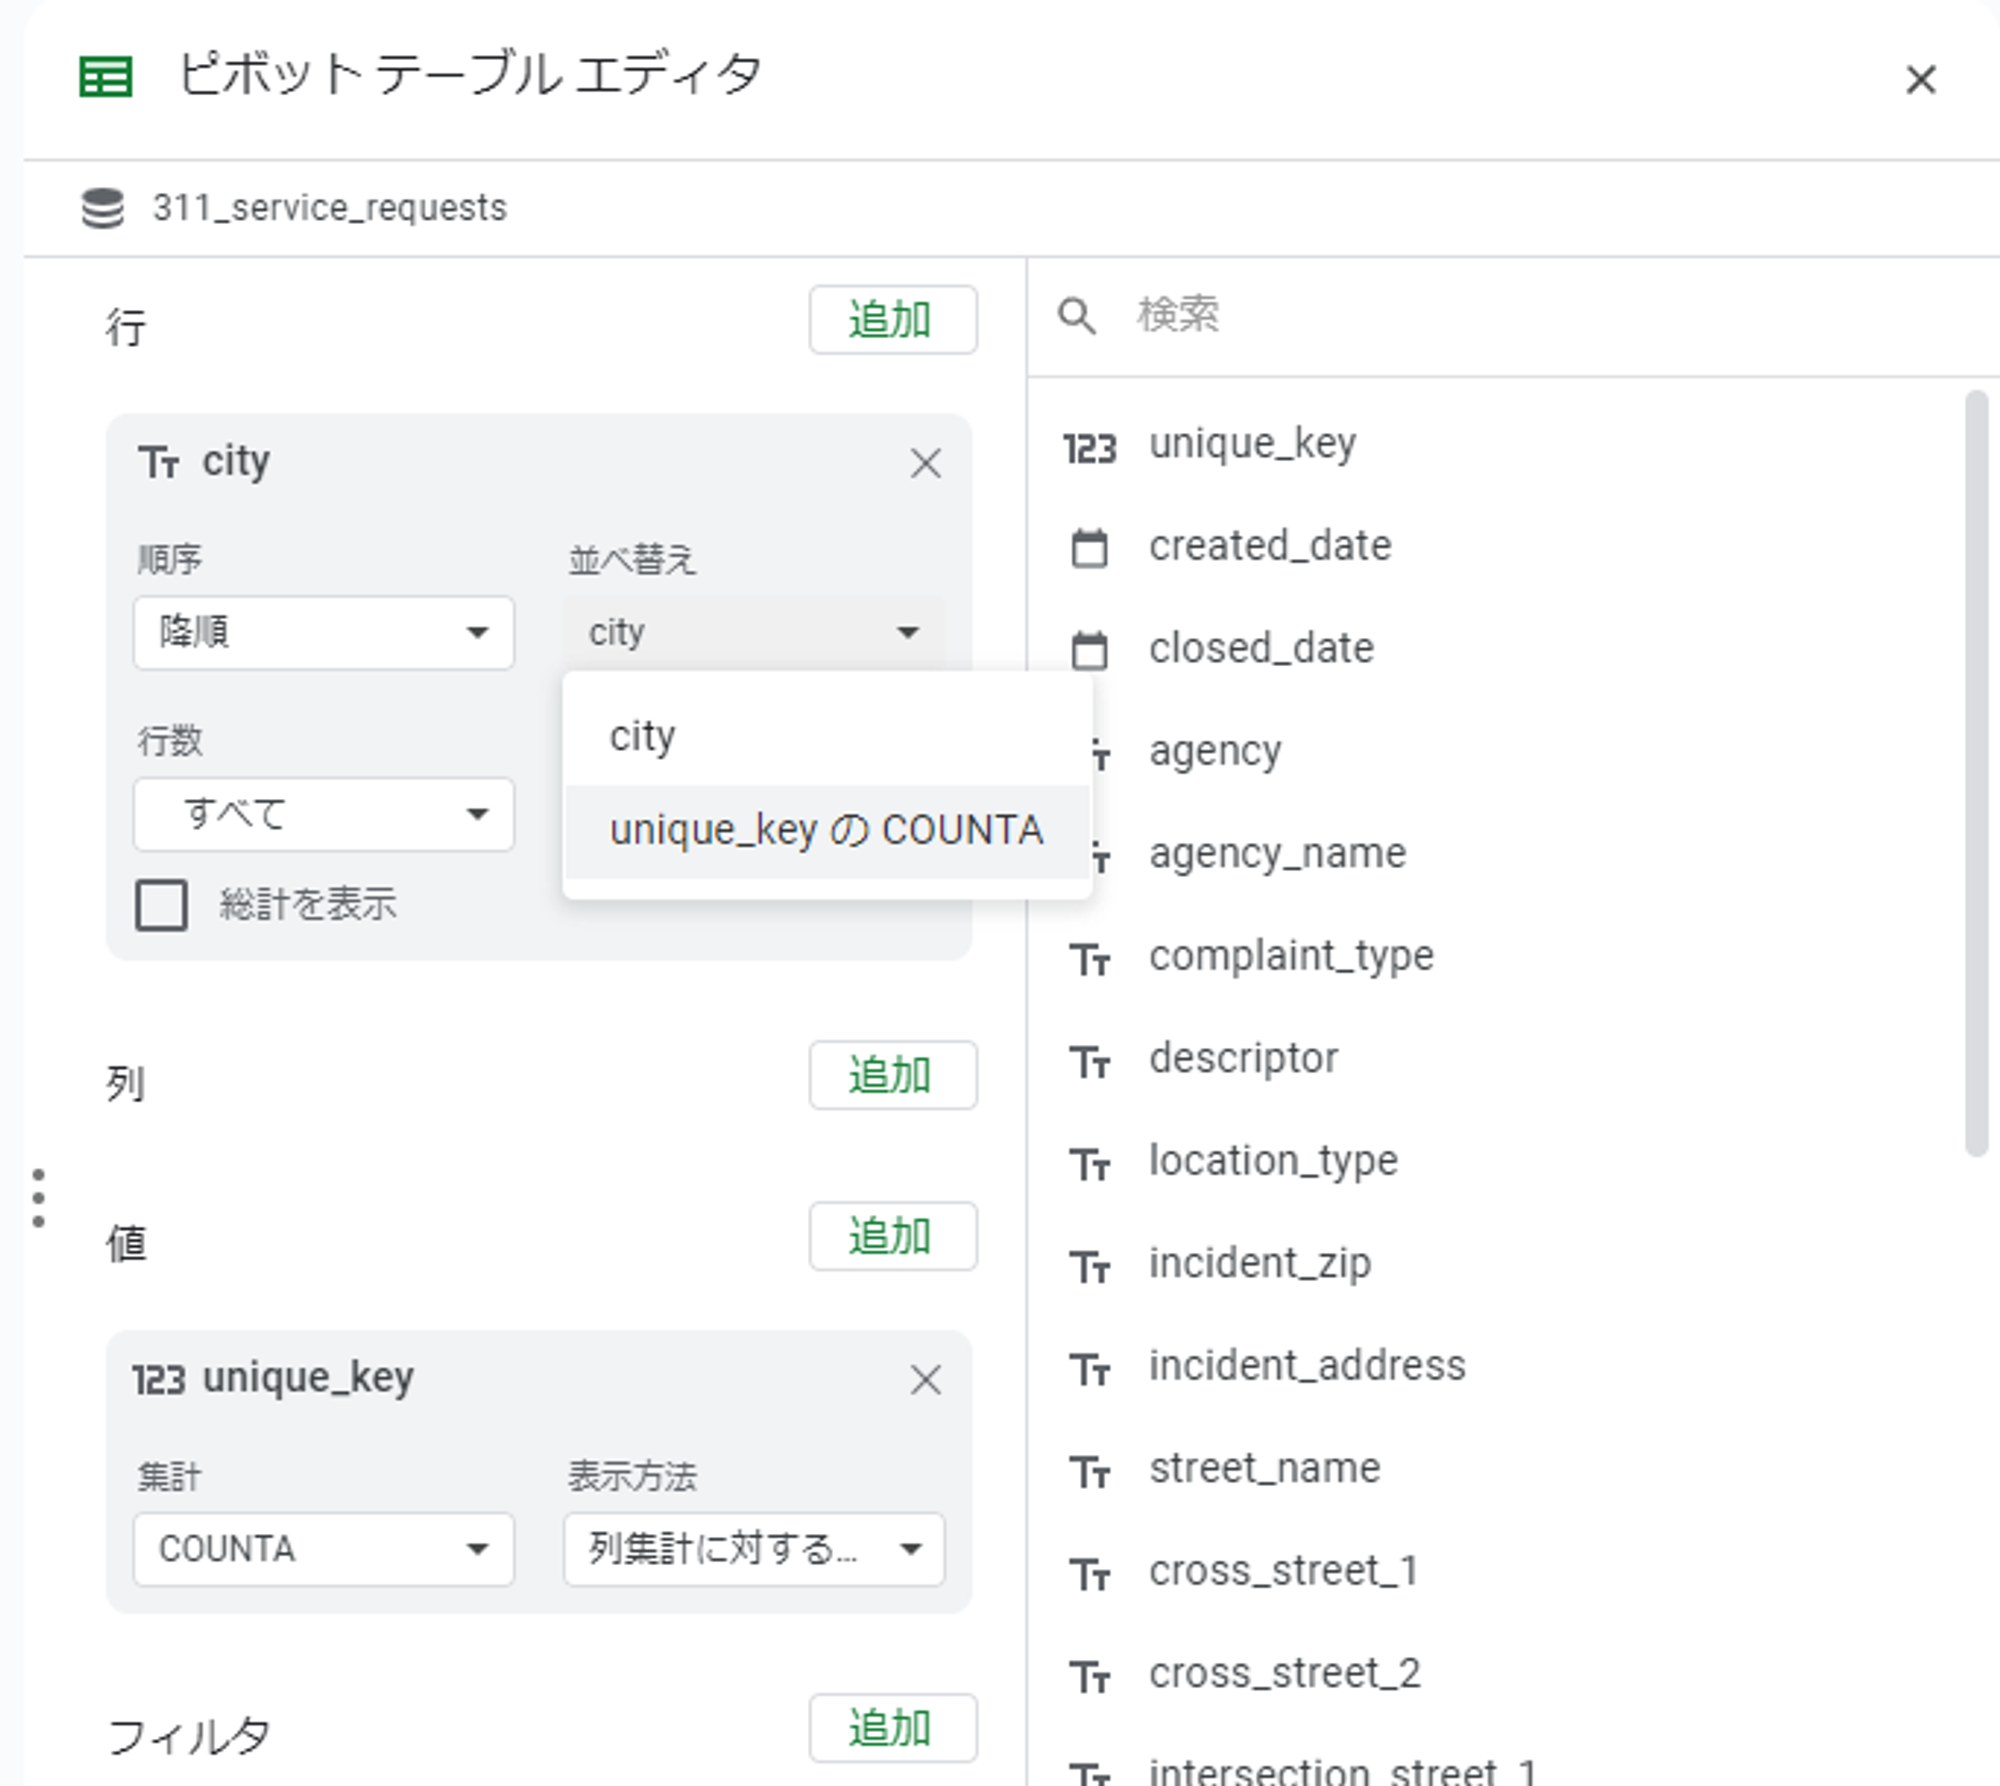 ピボット テーブル エディタ
311_service_requests
行
追加
city
順序
並べ替え
降順
city
city
unique_key の COUNTA
行数
すべて
総計を表示
列
追加
値
追加
123 unique_key
集計
表示方法
COUNTA
列集計に対する...
フィルタ
追加
検索
123 unique_key
created_date
closed_date
agency
agency_name
complaint_type
descriptor
location_type
incident_zip
incident_address
street_name
cross_street_1
cross_street_2
intersection_street_1